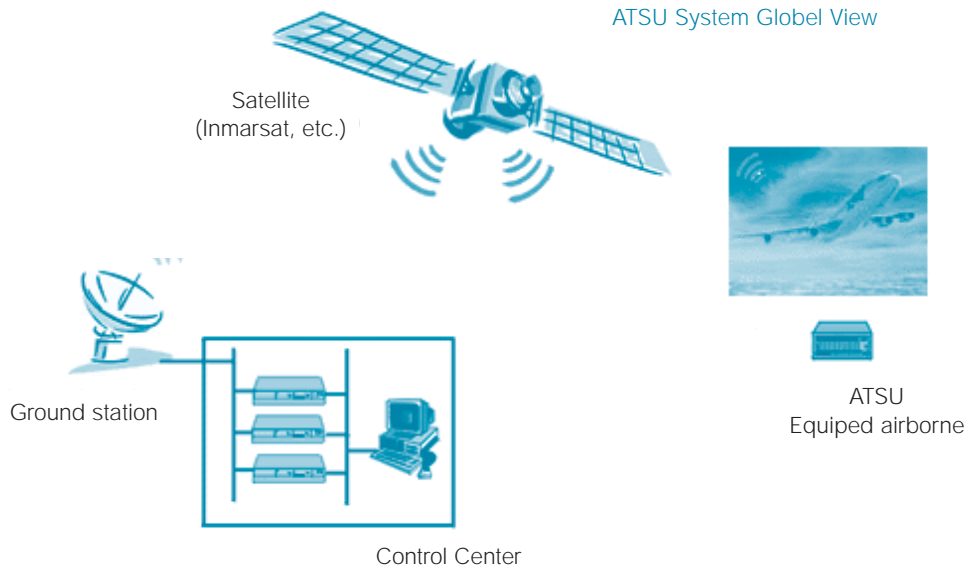 ATSU System Globel View
Satellite
(Inmarsat, etc.)
Ground station
ATSU
Equiped airborne
Control Center